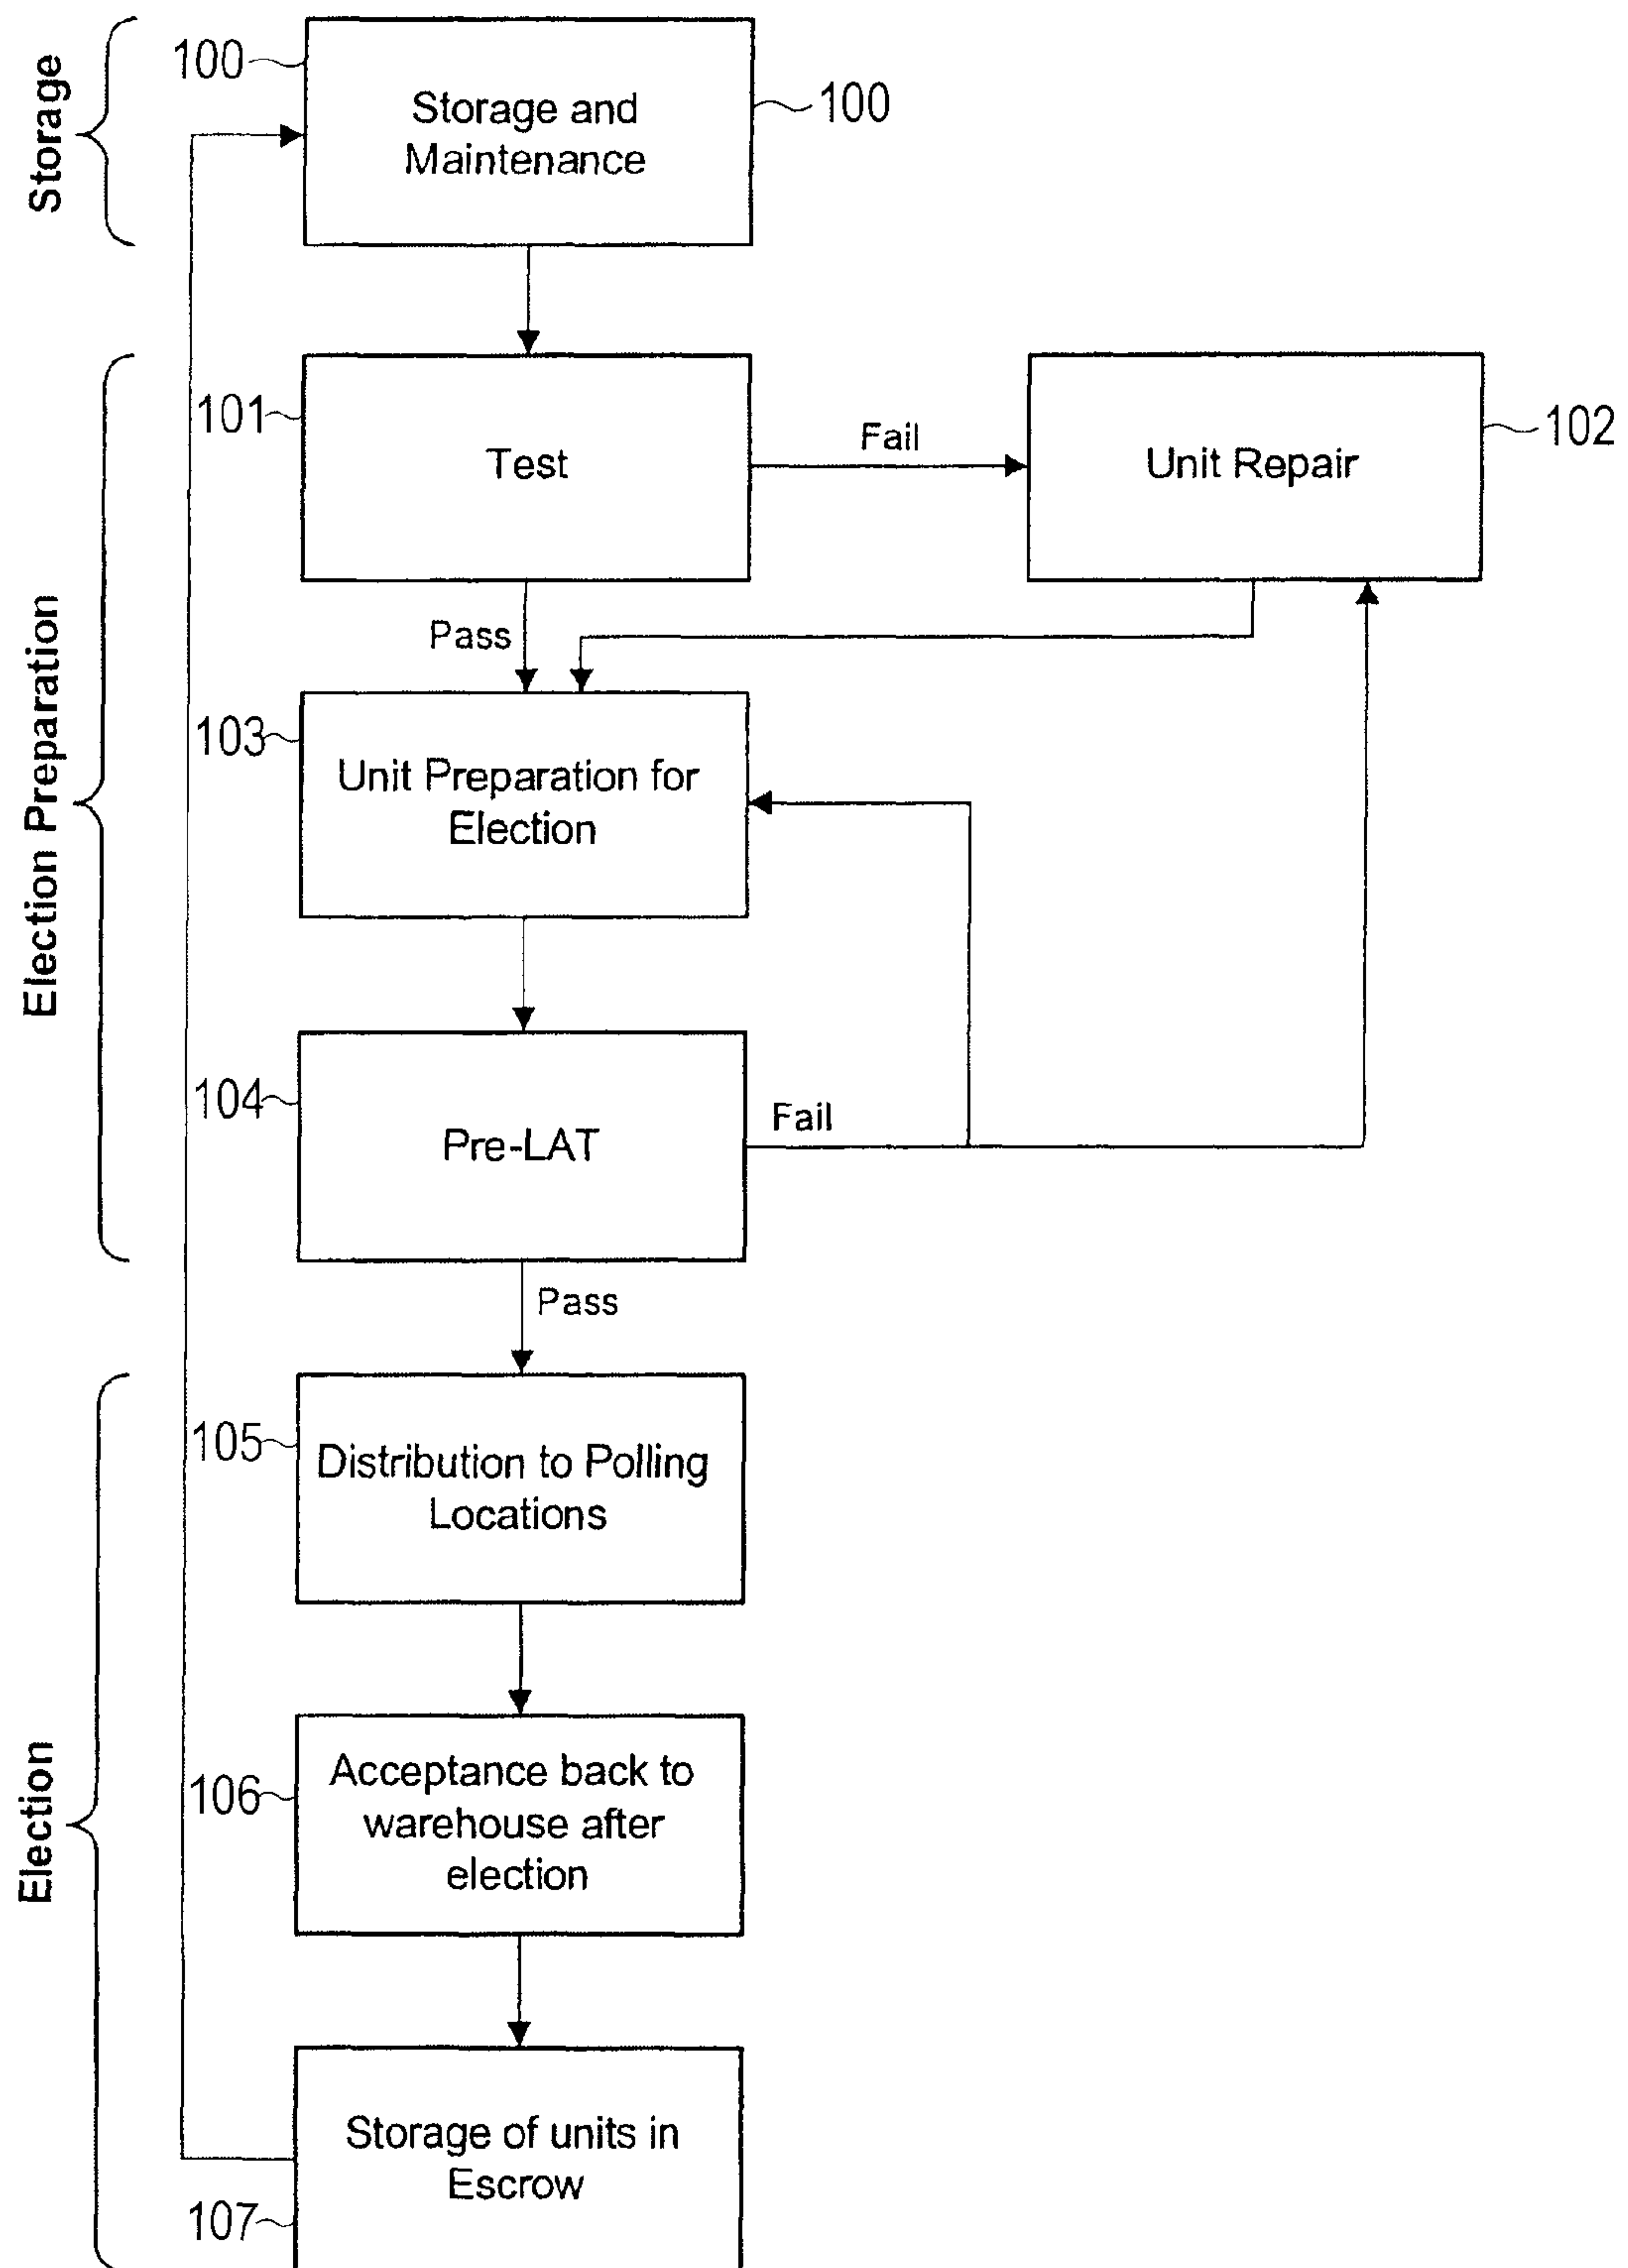 Storage
100
Storage and
Maintenance
100
Election Preparation
101
Test
Fail
Unit Repair
102
Pass
103
Unit Preparation for
Election
104
Pre-LAT
Fail
Pass
Election
105
Distribution to Polling
Locations
106
Acceptance back to
warehouse after
election
Storage of units in
Escrow
107